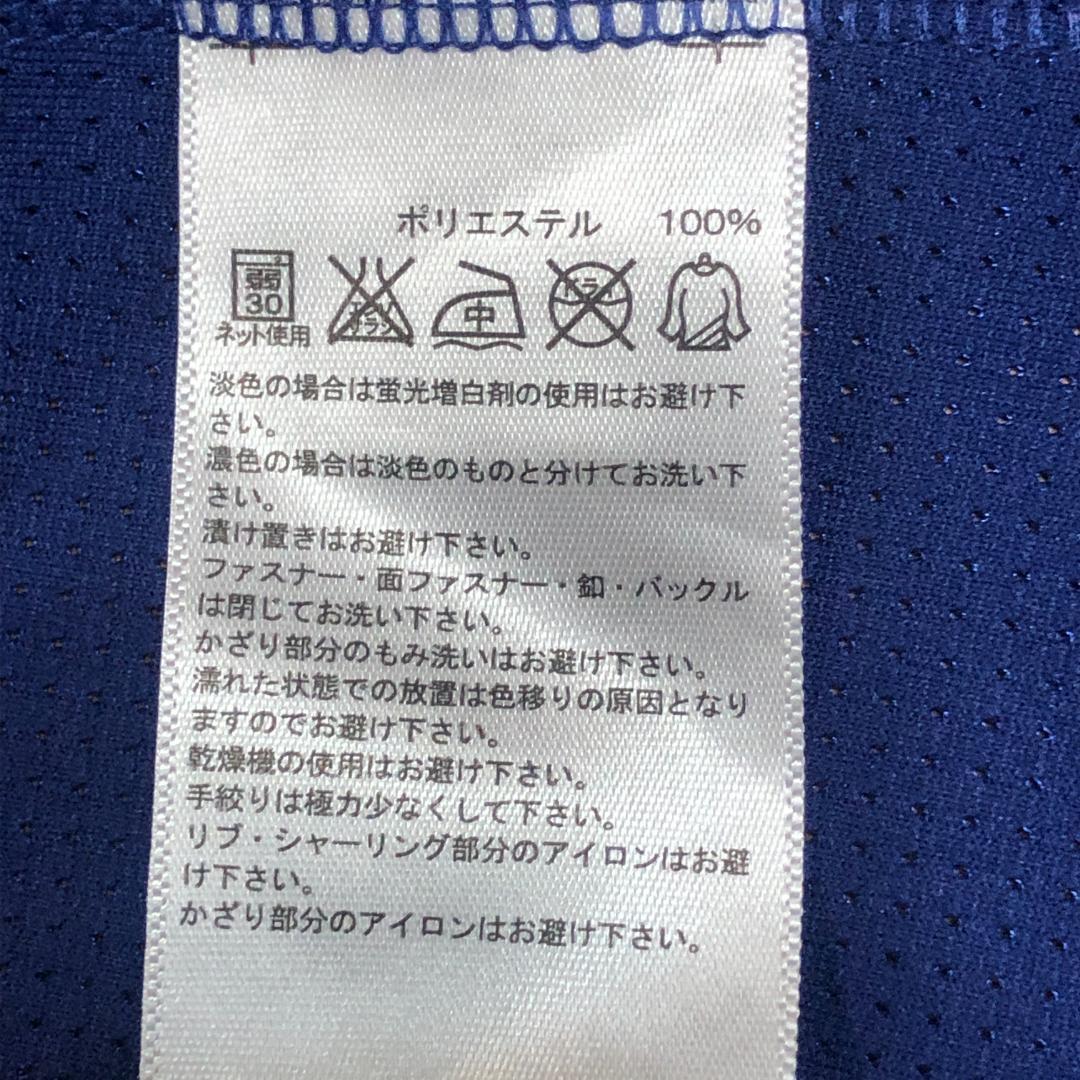 ポリエステル 100%
弱
30
ネット使用
エンソ
サラシ
中
ドライ
淡色の場合は蛍光増白剤の使用はお避け下
さい。
濃色の場合は淡色のものと分けてお洗い下
さい。
漬け置きはお避け下さい。
ファスナー・面ファスナー・釦・バックル
は閉じてお洗い下さい。
かざり部分のもみ洗いはお避け下さい。
濡れた状態での放置は色移りの原因となり
ますのでお避け下さい。
乾燥機の使用はお避け下さい。
手絞りは極力少なくして下さい。
リブ・シャーリング部分のアイロンはお避
け下さい。
かざり部分のアイロンはお避け下さい。